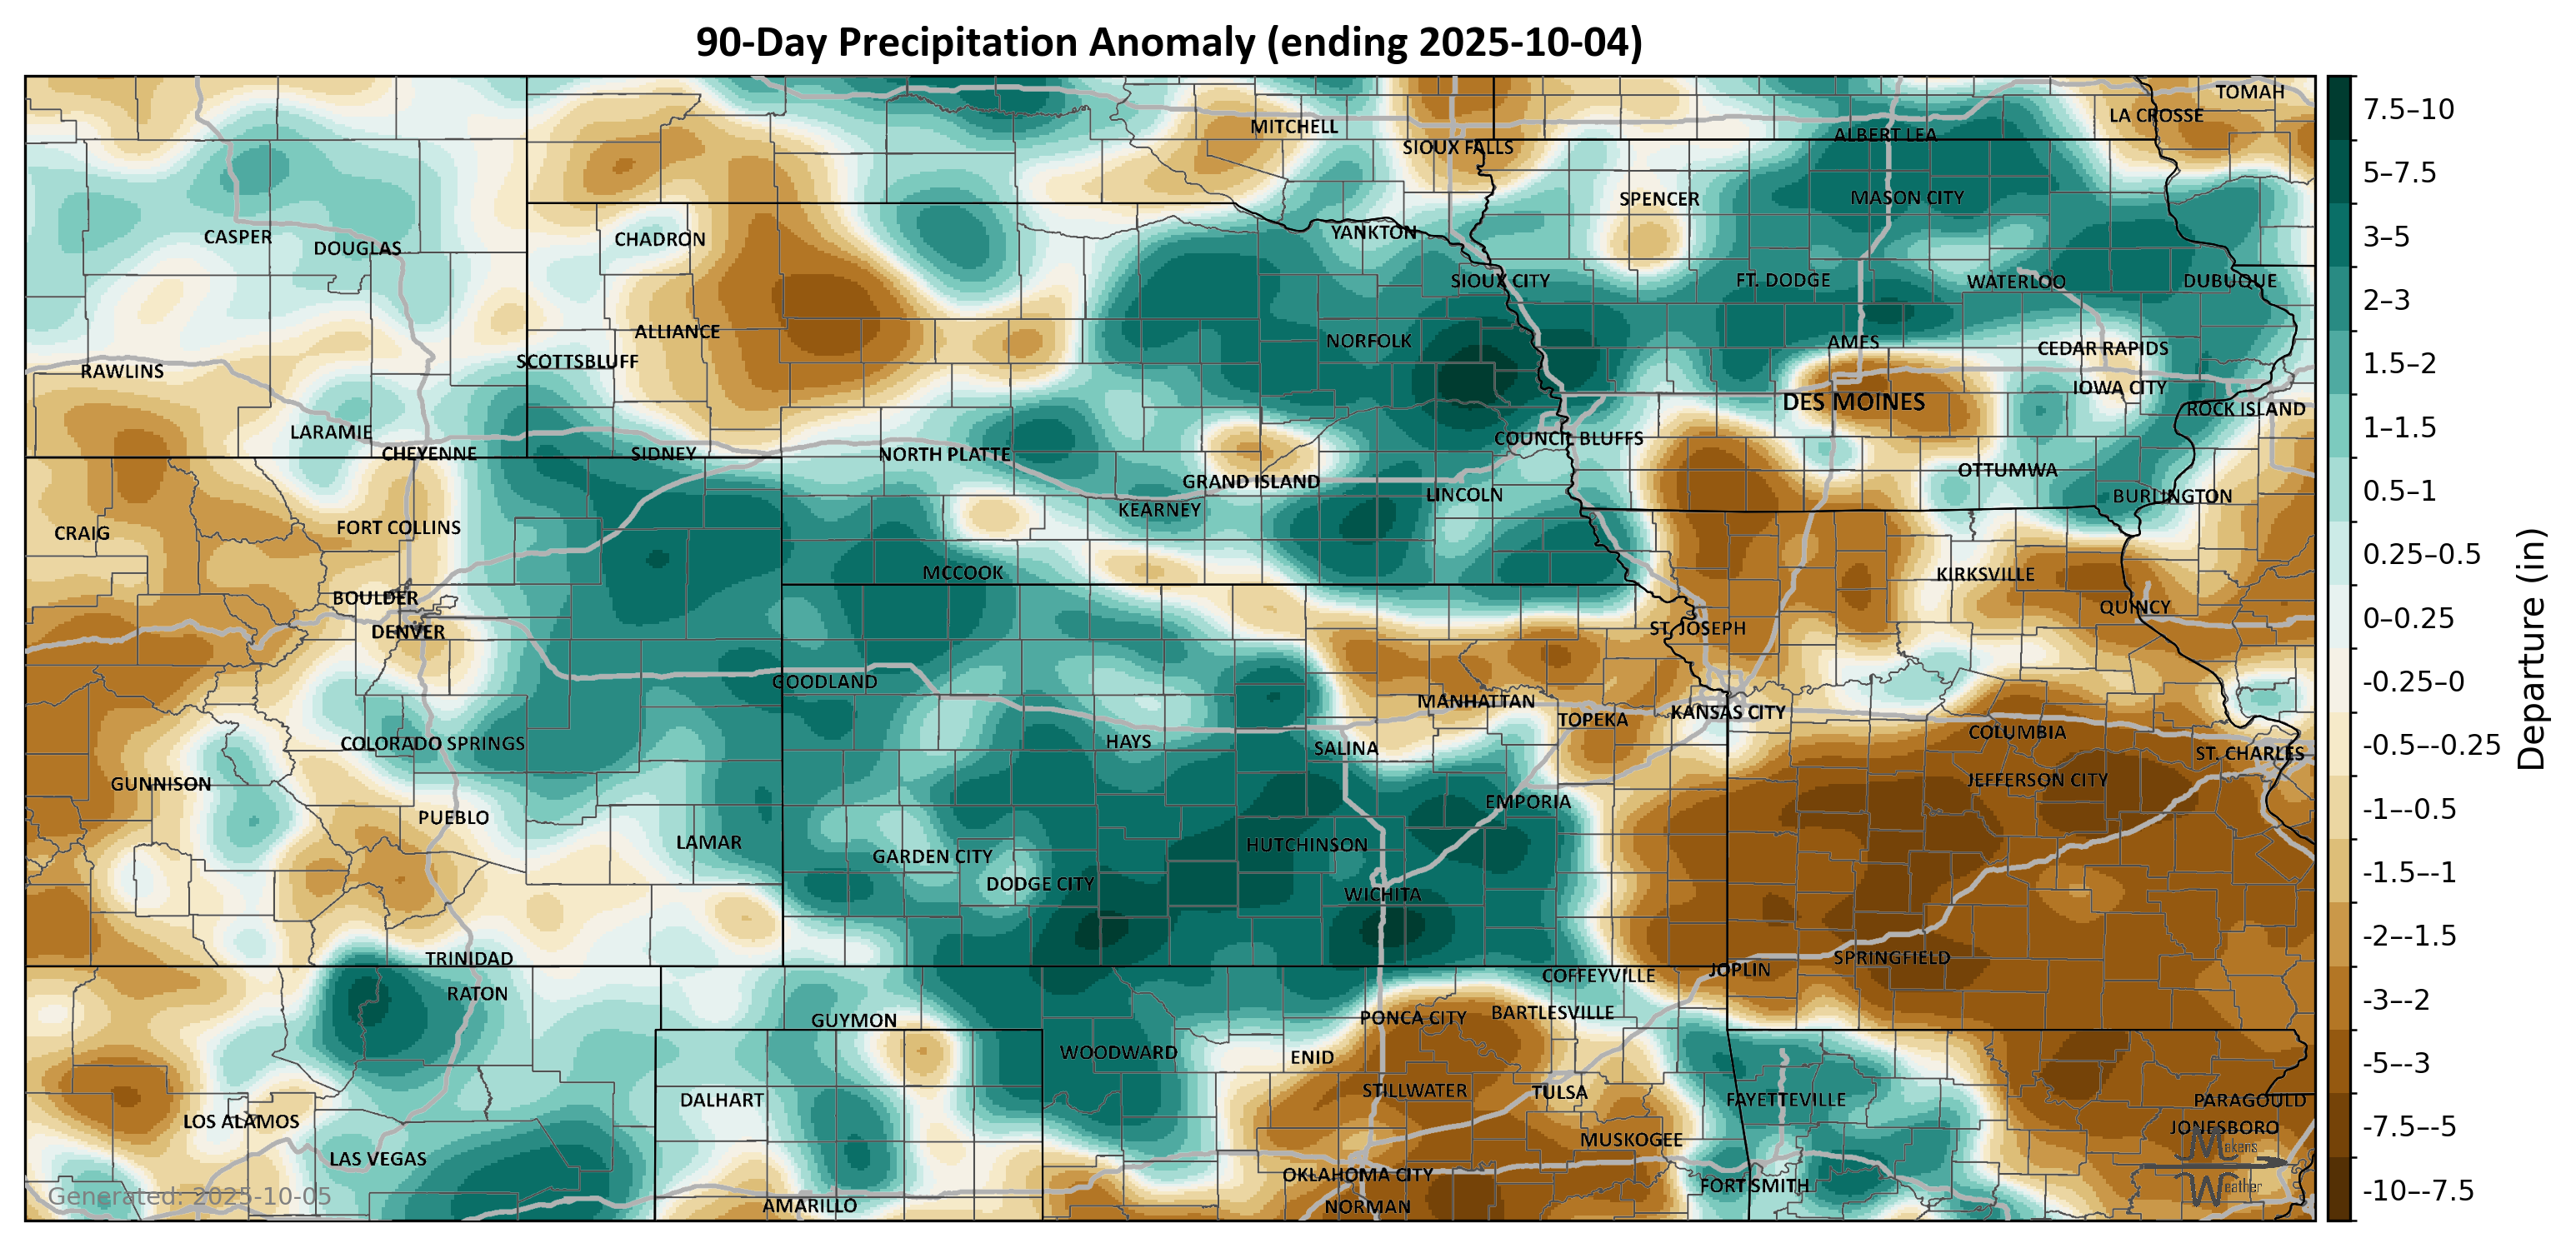 90-Day Precipitation Anomaly (ending 2025-10-04)
TOMAH
LA CROSSE
MITCHELL
ALBERT LEA
SIOUX FALLS
SPENCER
MASON CITY
CASPER
DOUGLAS
CHADRON
YANKTON
SIOUX CITY
FT. DODGE
WATERLOO
DUBUQUE
ALLIANCE
NORFOLK
AMES
CEDAR RAPIDS
SCOTTSBLUFF
RAWLINS
IOWA CITY
DES MOINES
ROCK ISLAND
LARAMIE
COUNCIL BLUFFS
CHEYENNE
SIDNEY
NORTH PLATTE
OTTUMWA
GRAND ISLAND
LINCOLN
BURLINGTON
KEARNEY
CRAIG
FORT COLLINS
MCCOOK
KIRKSVILLE
BOULDER
QUINCY
DENVER
ST. JOSEPH
GOODLAND
MANHATTAN
TOPEKA
KANSAS CITY
COLUMBIA
COLORADO SPRINGS
HAYS
SALINA
ST. CHARLES
GUNNISON
JEFFERSON CITY
EMPORIA
PUEBLO
LAMAR
HUTCHINSON
GARDEN CITY
DODGE CITY
WICHITA
TRINIDAD
SPRINGFIELD
JOPLIN
COFFEYVILLE
RATON
GUYMON
PONCA CITY
BARTLESVILLE
WOODWARD
ENID
STILLWATER
TULSA
DALHART
FAYETTEVILLE
PARAGOULD
LOS ALAMOS
JONESBORO
MUSKOGEE
LAS VEGAS
OKLAHOMA CITY
FORT SMITH
AMARILLO
NORMAN
Generated: 2025-10-05
Makens
Weather
7.5–10
5–7.5
3–5
2–3
1.5–2
1–1.5
0.5–1
0.25–0.5
0–0.25
-0.25–0
-0.5–-0.25
-1–-0.5
-1.5–-1
-2–-1.5
-3–-2
-5–-3
-7.5–-5
-10–-7.5
Departure (in)